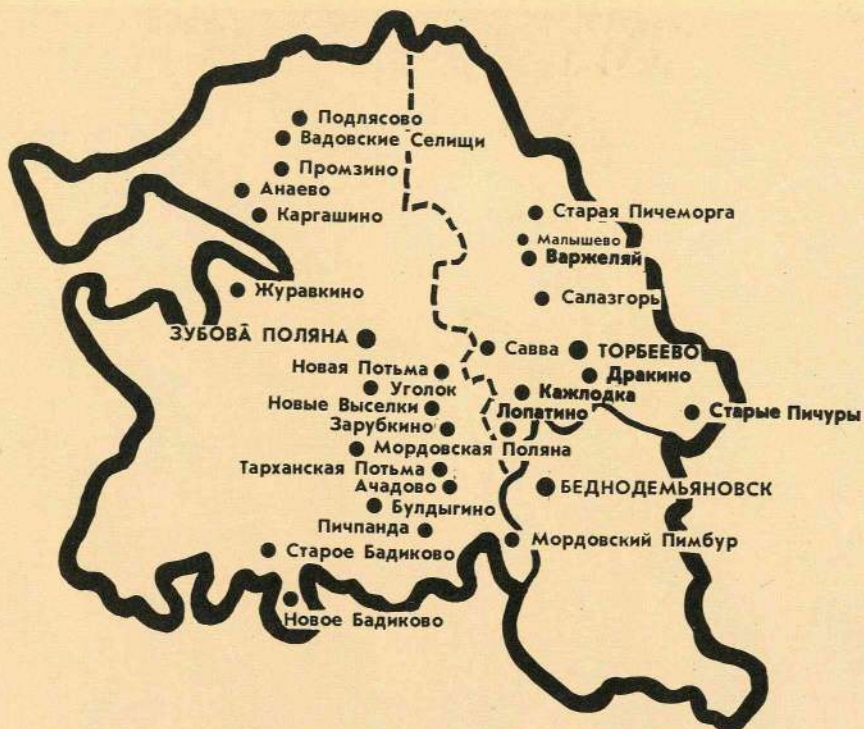 Подлясово
Вадовские Селищи
Промзино
Анаево
Каргашино
Старая Пичеморга
Малышево
Варжеляй
Журавкино
Салазгорь
ЗУБОВА ПОЛЯНА
Савва
ТОРБЕЕВО
Новая Потьма
Дракино
Уголок
Кажлодка
Новые Выселки
Лопатино
Старые Пичуры
Зарубкино
Мордовская Поляна
Тарханская Потьма
Ачадово
БЕДНОДЕМЬЯНОВСК
Булдыгино
Пичпанда
Мордовский Пимбур
Старое Бадиково
Новое Бадиково